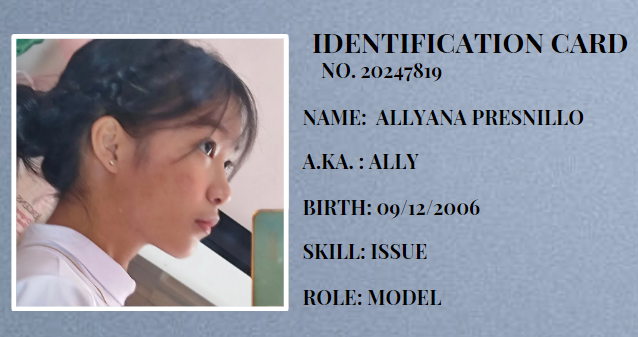 IDENTIFICATION CARD
NO. 20247819
NAME: ALLYANA PRESNILLO
A.KA. : ALLY
BIRTH: 09/12/2006
SKILL: ISSUE
ROLE: MODEL